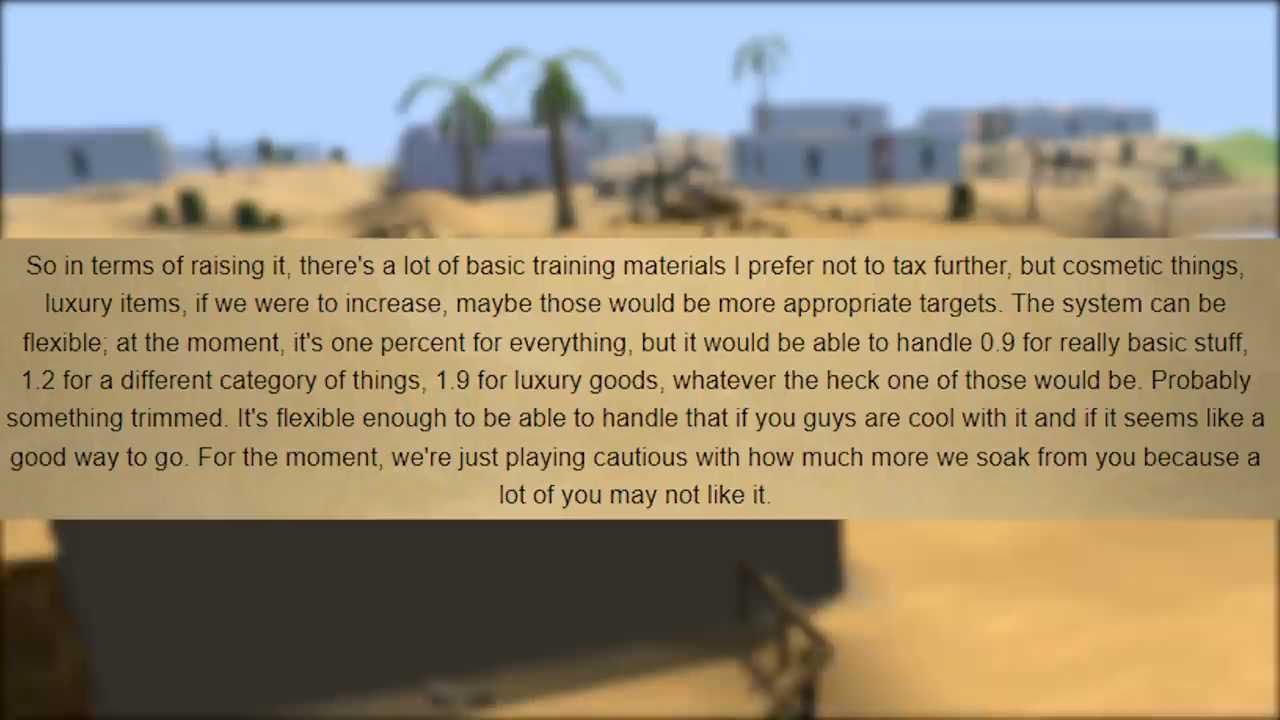 So in terms of raising it, there's a lot of basic training materials I prefer not to tax further, but cosmetic things,
luxury items, if we were to increase, maybe those would be more appropriate targets. The system can be
flexible; at the moment, it's one percent for everything, but it would be able to handle 0.9 for really basic stuff,
1.2 for a different category of things, 1.9 for luxury goods, whatever the heck one of those would be. Probably
something trimmed. It's flexible enough to be able to handle that if you guys are cool with it and if it seems like a
good way to go. For the moment, we're just playing cautious with how much more we soak from you because a
lot of you may not like it.